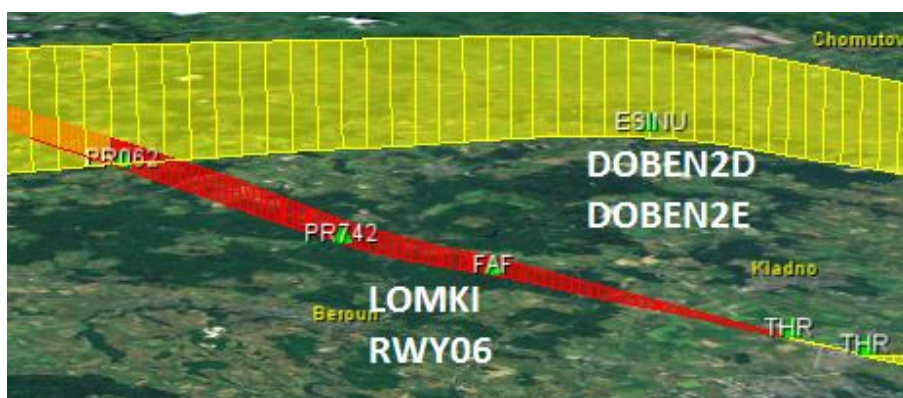 Chomutov
ESINU
DOBEN2D
DOBEN2E
PR062
PR742
FAF
Kladno
LOMKI
Beroun
RWY06
THR
THR